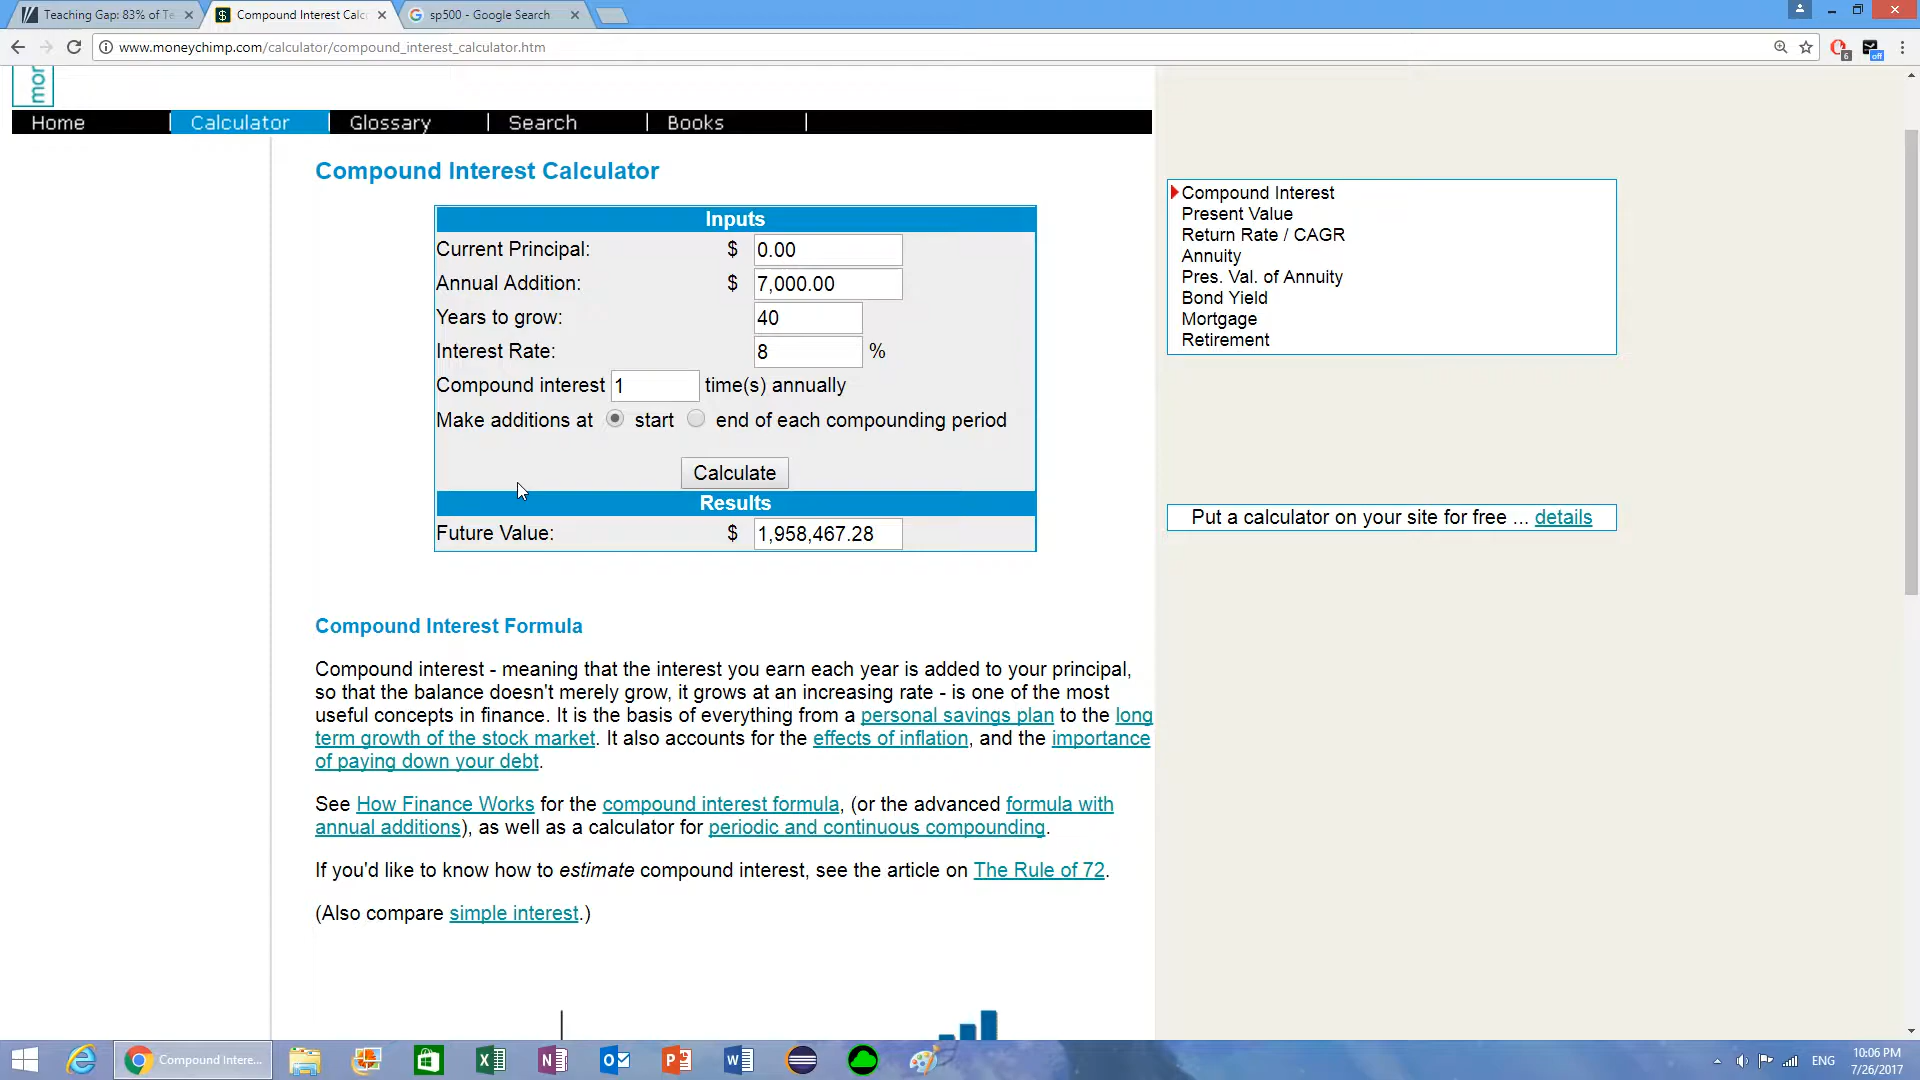 Teaching Gap: 83% of Te
Compound Interest Calc
sp500 - Google Search
www.moneychimp.com/calculator/compound_interest_calculator.htm
6
off
mon
Home | Calculator | Glossary | Search | Books |
Compound Interest Calculator
Inputs
Current Principal: $ 0.00
Annual Addition: $ 7,000.00
Years to grow: 40
Interest Rate: 8 %
Compound interest 1 time(s) annually
Make additions at start end of each compounding period
Calculate
Results
Future Value: $ 1,958,467.28
Compound Interest
Present Value
Return Rate / CAGR
Annuity
Pres. Val. of Annuity
Bond Yield
Mortgage
Retirement
Put a calculator on your site for free ... details
Compound Interest Formula
Compound interest - meaning that the interest you earn each year is added to your principal,
so that the balance doesn't merely grow, it grows at an increasing rate - is one of the most
useful concepts in finance. It is the basis of everything from a personal savings plan to the long
term growth of the stock market. It also accounts for the effects of inflation, and the importance
of paying down your debt.
See How Finance Works for the compound interest formula, (or the advanced formula with
annual additions), as well as a calculator for periodic and continuous compounding.
If you'd like to know how to estimate compound interest, see the article on The Rule of 72.
(Also compare simple interest.)
Compound Intere...
ENG
10:06 PM
7/26/2017